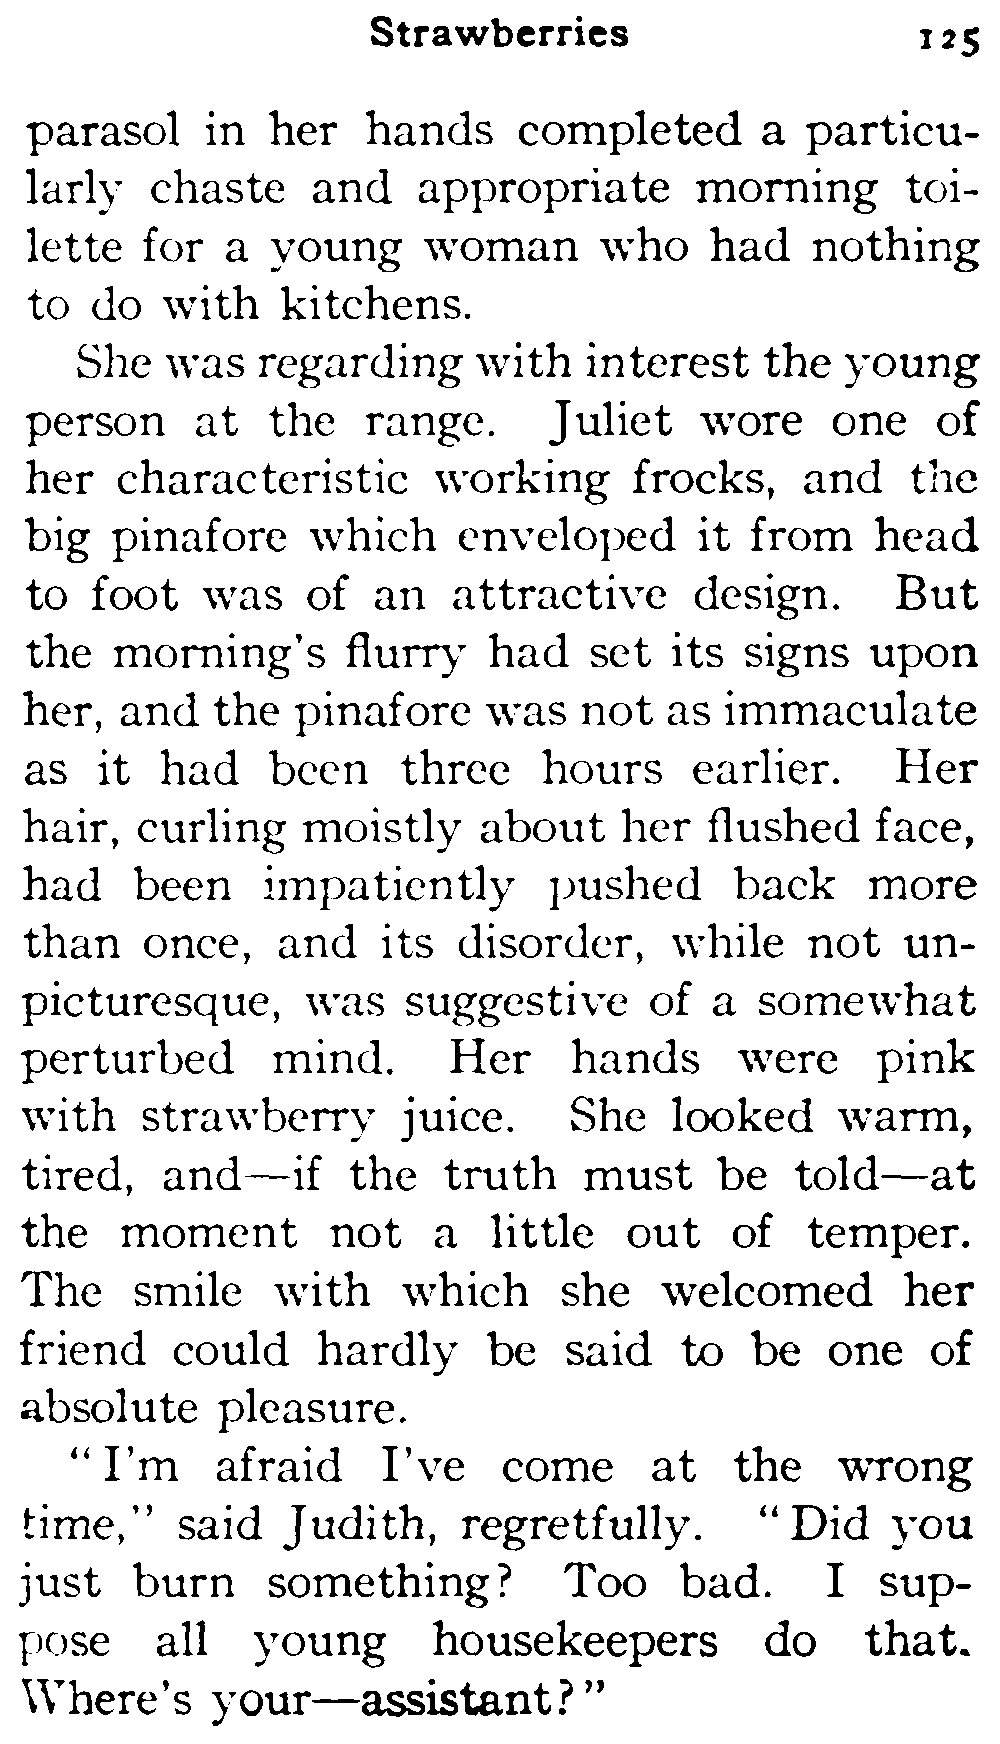 Strawberries 125
parasol in her hands completed a particu-
larly chaste and appropriate morning toi-
lette for a young woman who had nothing
to do with kitchens.
She was regarding with interest the young
person at the range. Juliet wore one of
her characteristic working frocks, and the
big pinafore which enveloped it from head
to foot was of an attractive design. But
the morning's flurry had set its signs upon
her, and the pinafore was not as immaculate
as it had been three hours earlier. Her
hair, curling moistly about her flushed face,
had been impatiently pushed back more
than once, and its disorder, while not un-
picturesque, was suggestive of a somewhat
perturbed mind. Her hands were pink
with strawberry juice. She looked warm,
tired, and—if the truth must be told—at
the moment not a little out of temper.
The smile with which she welcomed her
friend could hardly be said to be one of
absolute pleasure.
"I'm afraid I've come at the wrong
time," said Judith, regretfully. "Did you
just burn something? Too bad. I sup-
pose all young housekeepers do that.
Where's your—assistant?"